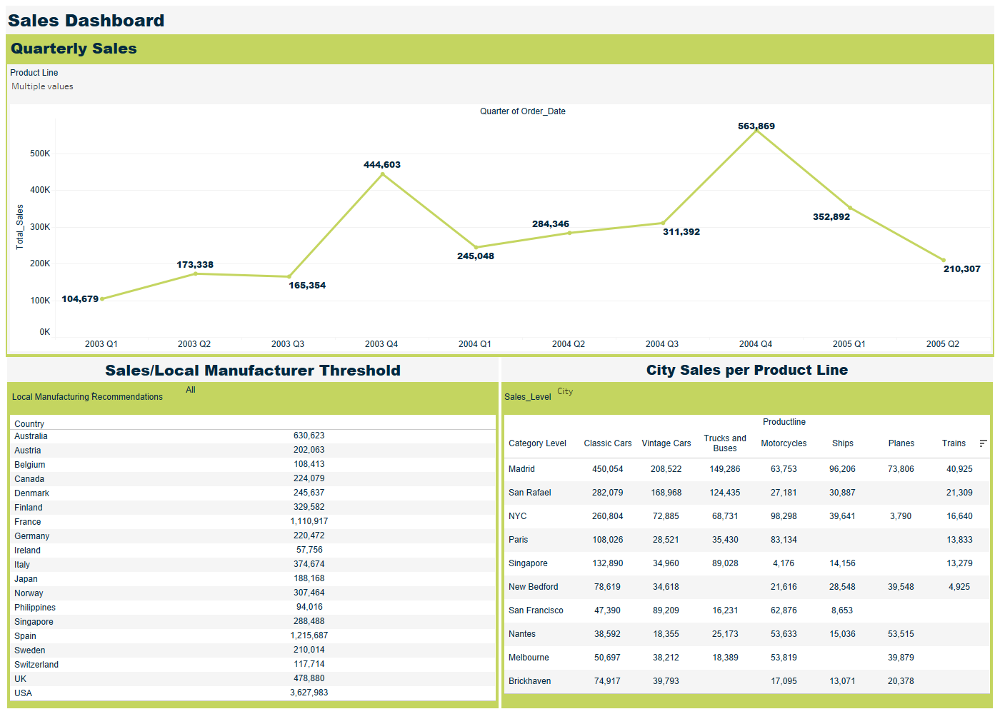 Sales Dashboard
Quarterly Sales
Product Line
Multiple values
Quarter of Order_Date
Total_Sales
500K
400K
300K
200K
100K
0K
104,679
173,338
165,354
444,603
245,048
284,346
311,392
563,869
352,892
210,307
2003 Q1 2003 Q2 2003 Q3 2003 Q4 2004 Q1 2004 Q2 2004 Q3 2004 Q4 2005 Q1 2005 Q2
Sales/Local Manufacturer Threshold
Local Manufacturing Recommendations All
Country
Australia 630,623
Austria 202,063
Belgium 108,413
Canada 224,079
Denmark 245,637
Finland 329,582
France 1,110,917
Germany 220,472
Ireland 57,756
Italy 374,674
Japan 188,168
Norway 307,464
Philippines 94,016
Singapore 288,488
Spain 1,215,687
Sweden 210,014
Switzerland 117,714
UK 478,880
USA 3,627,983
City Sales per Product Line
Sales_Level City
Productline
Category Level Classic Cars Vintage Cars Trucks and Buses Motorcycles Ships Planes Trains
Madrid 450,054 208,522 149,286 63,753 96,206 73,806 40,925
San Rafael 282,079 168,968 124,435 27,181 30,887 21,309
NYC 260,804 72,885 68,731 98,298 39,641 3,790 16,640
Paris 108,026 28,521 35,430 83,134 13,833
Singapore 132,890 34,960 89,028 4,176 14,156 13,279
New Bedford 78,619 34,618 21,616 28,548 39,548 4,925
San Francisco 47,390 89,209 16,231 62,876 8,653
Nantes 38,592 18,355 25,173 53,633 15,036 53,515
Melbourne 50,697 38,212 18,389 53,819 39,879
Brickhaven 74,917 39,793 17,095 13,071 20,378